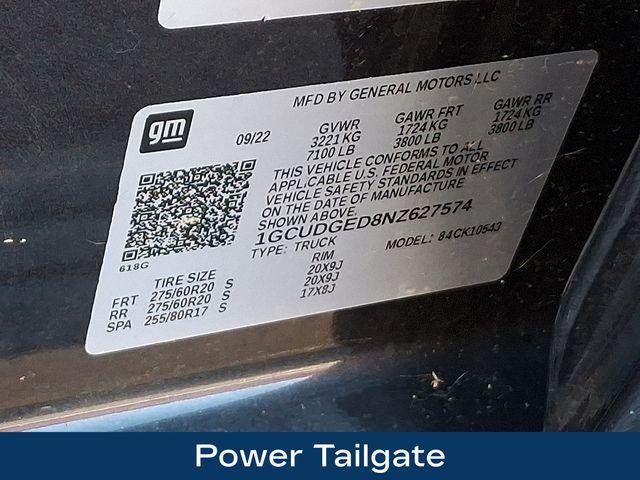 MFD BY GENERAL MOTORS LLC
gm
09/22
GVWR GAWR FRT GAWR RR
3221 KG 1724 KG 1724 KG
7100 LB 3800 LB 3800 LB
THIS VEHICLE CONFORMS TO ALL
APPLICABLE U.S. FEDERAL MOTOR
VEHICLE SAFETY STANDARDS IN EFFECT
ON THE DATE OF MANUFACTURE
SHOWN ABOVE.
1GCUDGED8NZ627574
TYPE: TRUCK MODEL: 84CK10543
618G
TIRE SIZE RIM
FRT 275/60R20 S 20X9J
RR 275/60R20 S 20X9J
SPA 255/80R17 S 17X8J
Power Tailgate